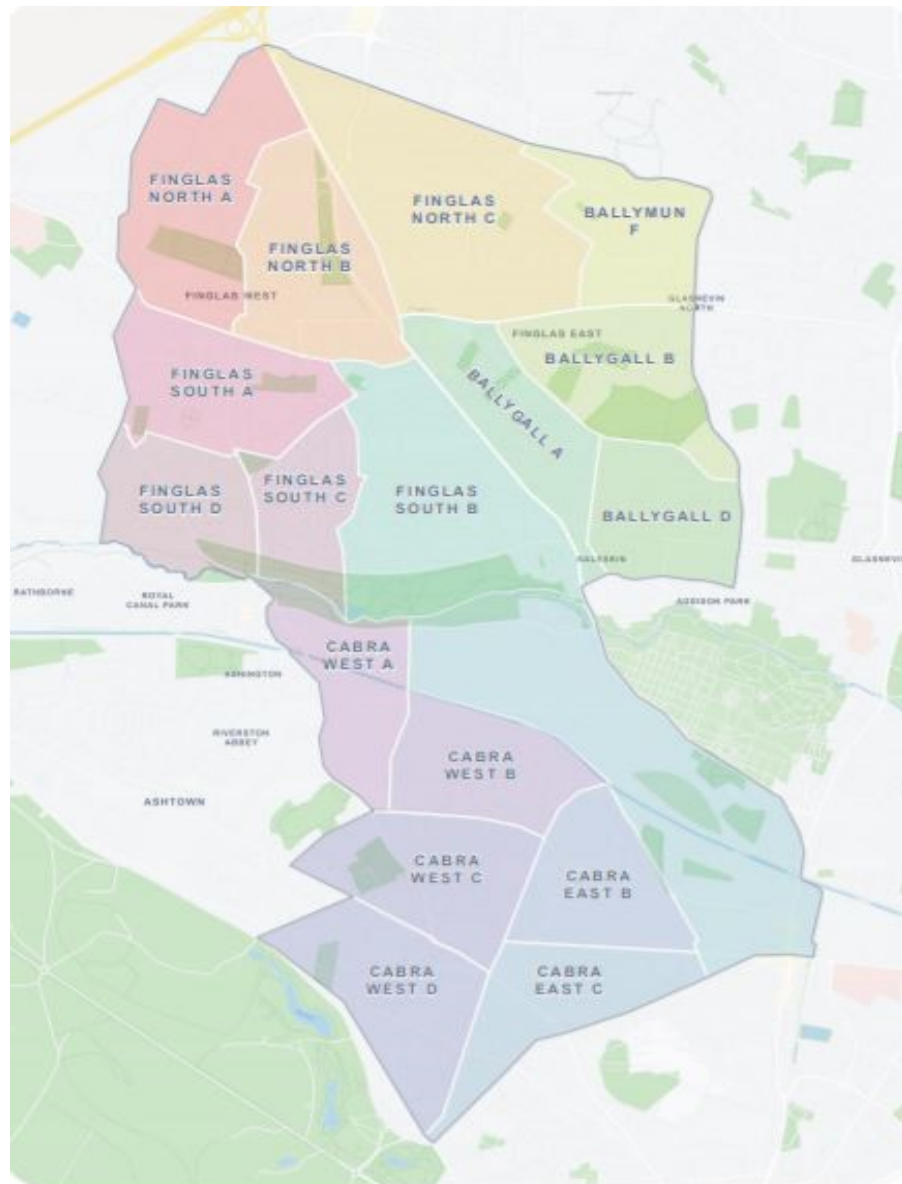 FINGLAS
NORTH A
FINGLAS
NORTH C
BALLYMUN
F
FINGLAS
NORTH B
FINGLAS WEST
GLASNEVIN
NORTH
FINGLAS EAST
BALLYGALL B
FINGLAS
SOUTH A
BALLYGALL A
FINGLAS
SOUTH D
FINGLAS
SOUTH C
FINGLAS
SOUTH B
BALLYGALL D
RATHBORNE
ROYAL
CANAL PARK
ADDISON PARK
CABRA
WEST A
ASHINGTON
RIVERSTON
ABBEY
CABRA
WEST B
ASHTOWN
CABRA
WEST C
CABRA
EAST B
CABRA
WEST D
CABRA
EAST C